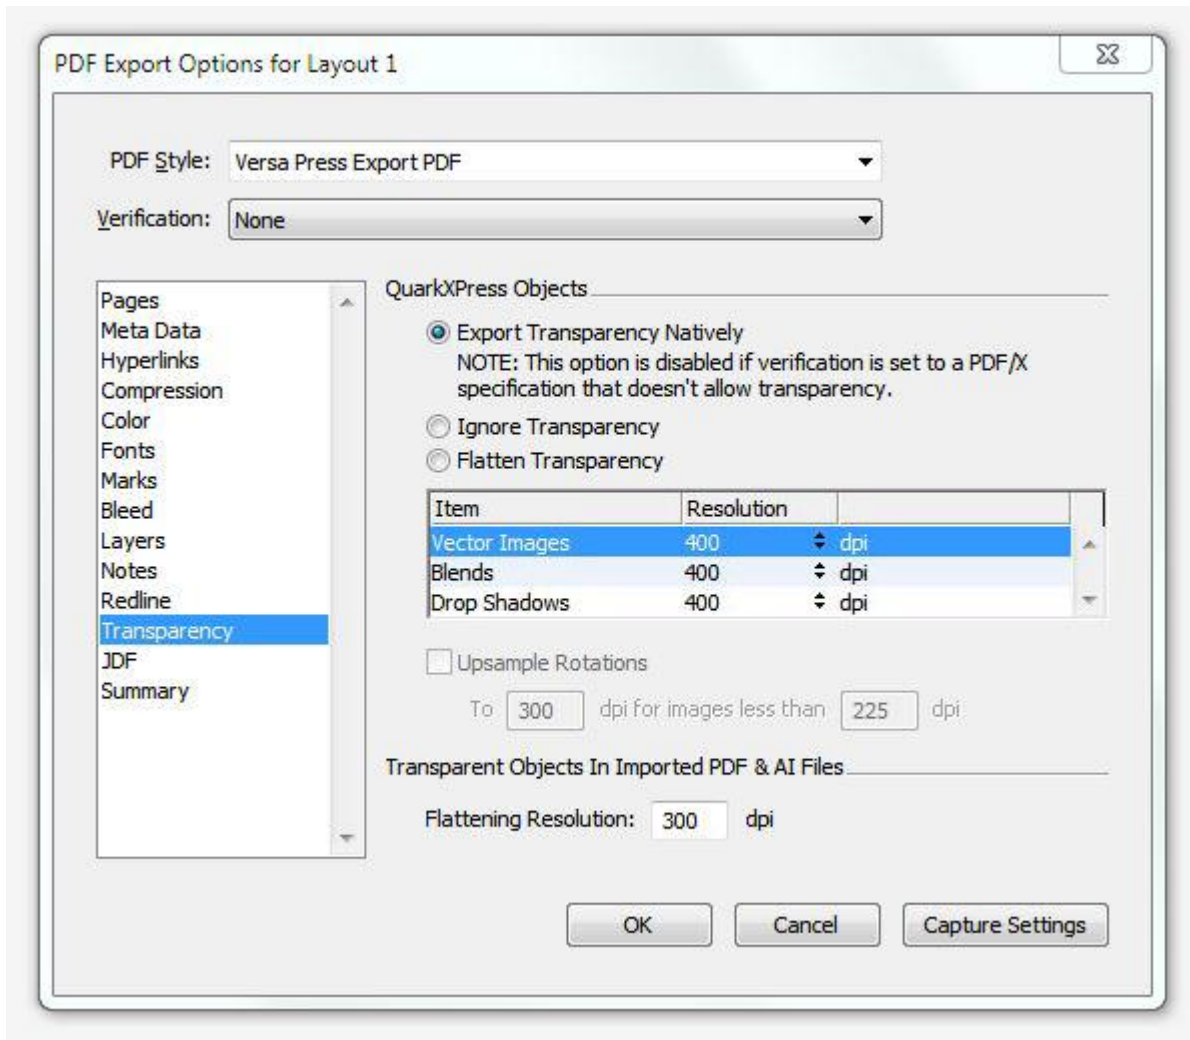 PDF Export Options for Layout 1
PDF Style: Versa Press Export PDF
Verification: None
Pages
Meta Data
Hyperlinks
Compression
Color
Fonts
Marks
Bleed
Layers
Notes
Redline
Transparency
JDF
Summary
QuarkXPress Objects
Export Transparency Natively
NOTE: This option is disabled if verification is set to a PDF/X
specification that doesn't allow transparency.
Ignore Transparency
Flatten Transparency
Item Resolution
Vector Images 400 dpi
Blends 400 dpi
Drop Shadows 400 dpi
Upsample Rotations
To 300 dpi for images less than 225 dpi
Transparent Objects In Imported PDF & AI Files
Flattening Resolution: 300 dpi
OK Cancel Capture Settings